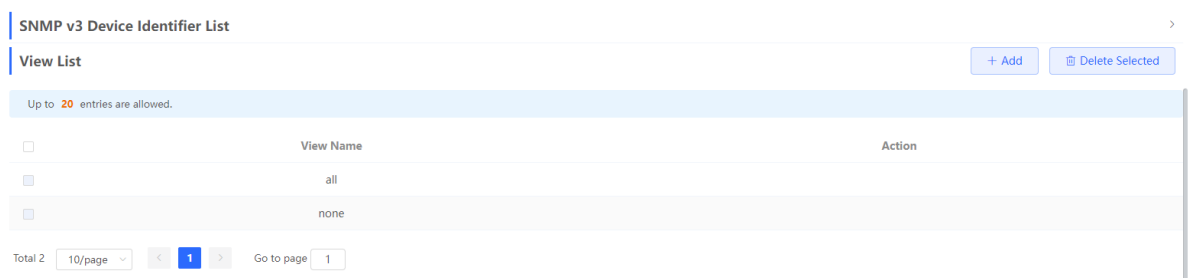 SNMP v3 Device Identifier List
View List
+ Add
Delete Selected
Up to 20 entries are allowed.
View Name Action
all
none
Total 2 10/page < 1 > Go to page 1